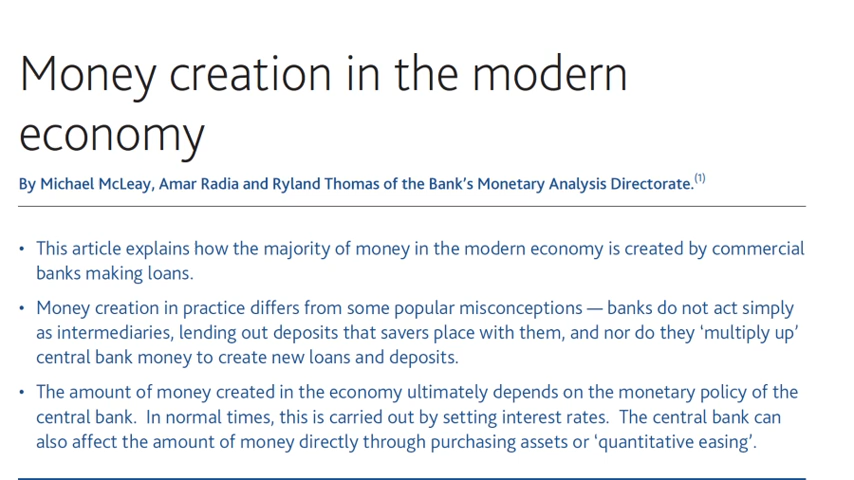 Money creation in the modern
economy
By Michael McLeay, Amar Radia and Ryland Thomas of the Bank’s Monetary Analysis Directorate.(1)
• This article explains how the majority of money in the modern economy is created by commercial
banks making loans.
• Money creation in practice differs from some popular misconceptions — banks do not act simply
as intermediaries, lending out deposits that savers place with them, and nor do they ‘multiply up’
central bank money to create new loans and deposits.
• The amount of money created in the economy ultimately depends on the monetary policy of the
central bank. In normal times, this is carried out by setting interest rates. The central bank can
also affect the amount of money directly through purchasing assets or ‘quantitative easing’.